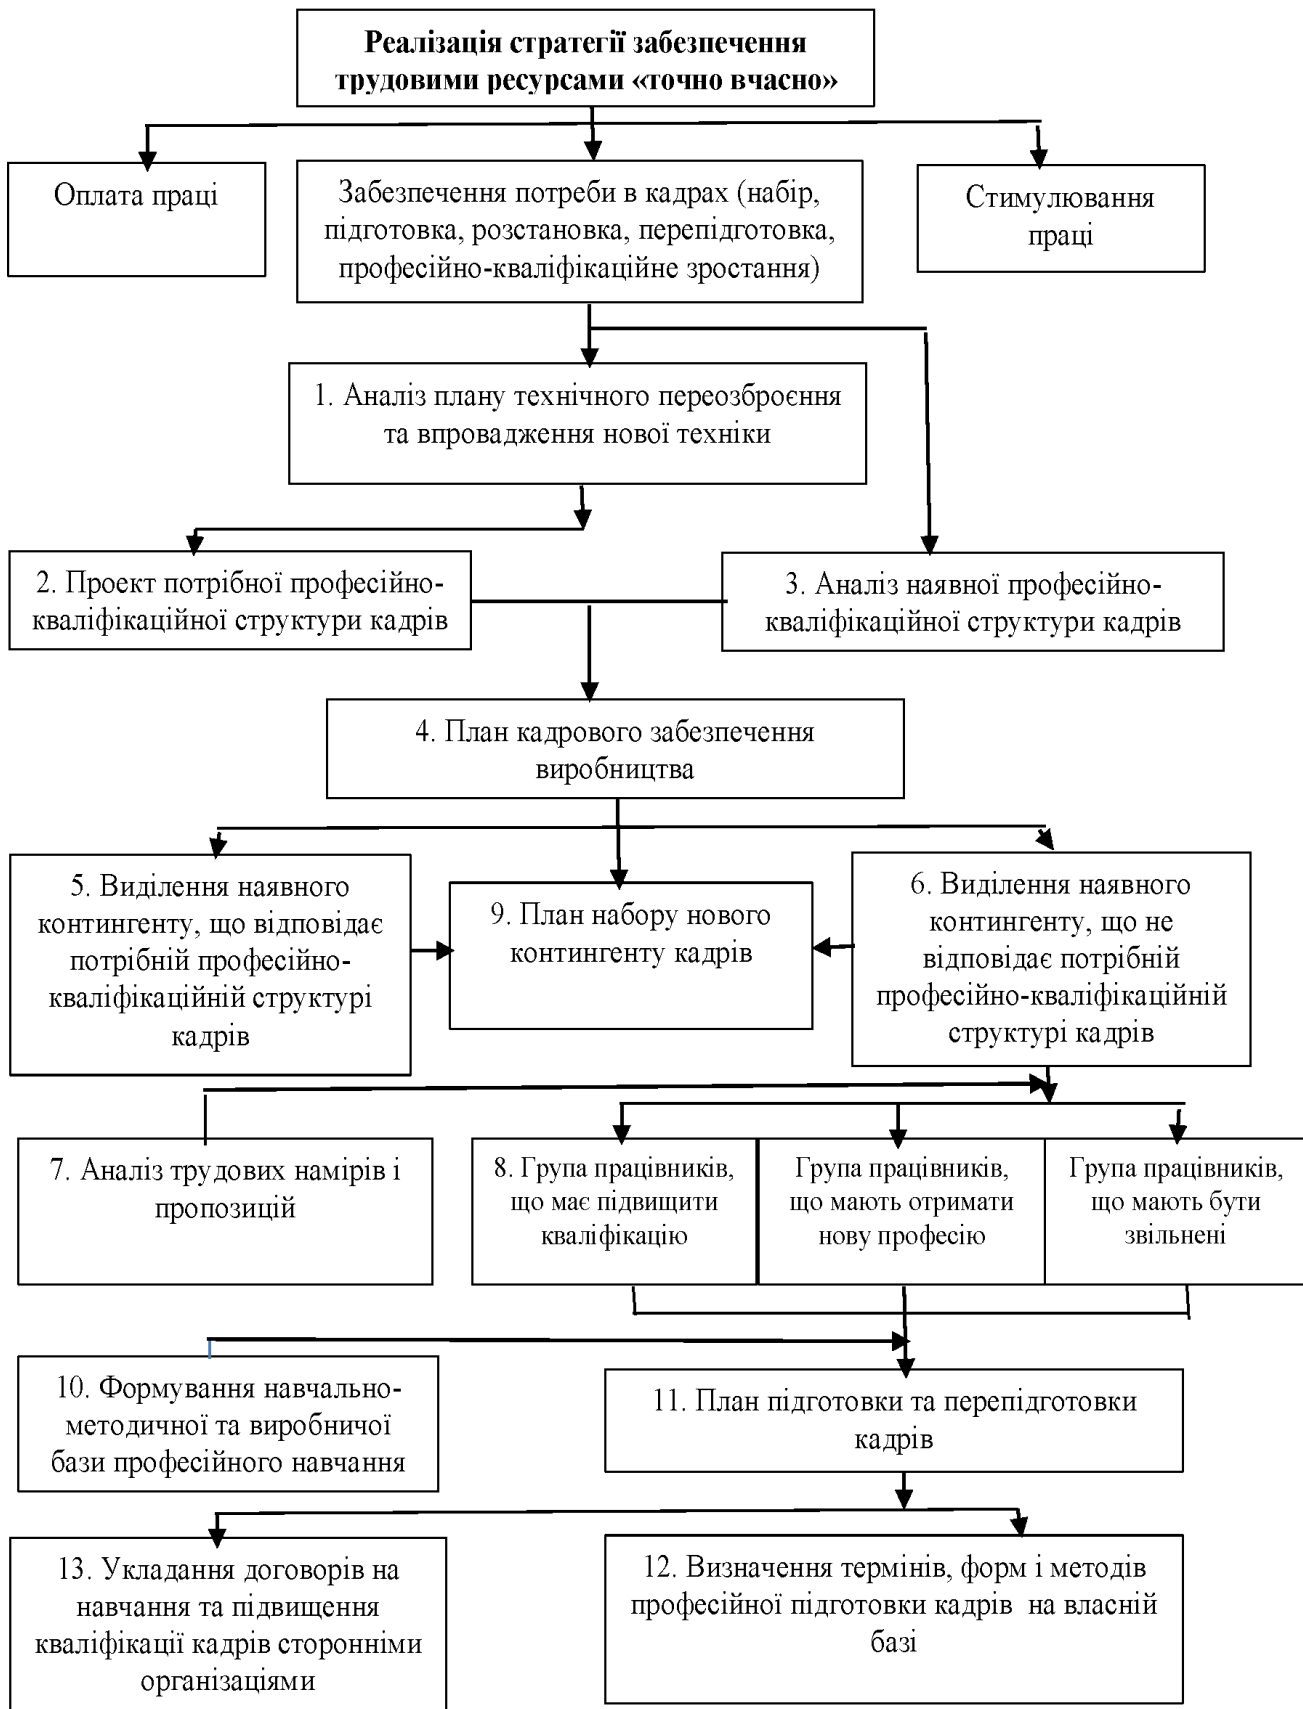 Реалізація стратегії забезпечення
трудовими ресурсами «точно вчасно»
Оплата праці
Забезпечення потреби в кадрах (набір,
підготовка, розстановка, перепідготовка,
професійно-кваліфікаційне зростання)
Стимулювання
праці
1. Аналіз плану технічного переозброєння
та впровадження нової техніки
2. Проект потрібної професійно-
кваліфікаційної структури кадрів
3. Аналіз наявної професійно-
кваліфікаційної структури кадрів
4. План кадрового забезпечення
виробництва
5. Виділення наявного
контингенту, що відповідає
потрібній професійно-
кваліфікаційній структурі
кадрів
9. План набору нового
контингенту кадрів
6. Виділення наявного
контингенту, що не
відповідає потрібній
професійно-кваліфікаційній
структурі кадрів
7. Аналіз трудових намірів і
пропозицій
8. Група працівників,
що має підвищити
кваліфікацію
Група працівників,
що мають отримати
нову професію
Група працівників,
що мають бути
звільнені
10. Формування навчально-
методичної та виробничої
бази професійного навчання
11. План підготовки та перепідготовки
кадрів
13. Укладання договорів на
навчання та підвищення
кваліфікації кадрів сторонніми
організаціями
12. Визначення термінів, форм і методів
професійної підготовки кадрів на власній
базі